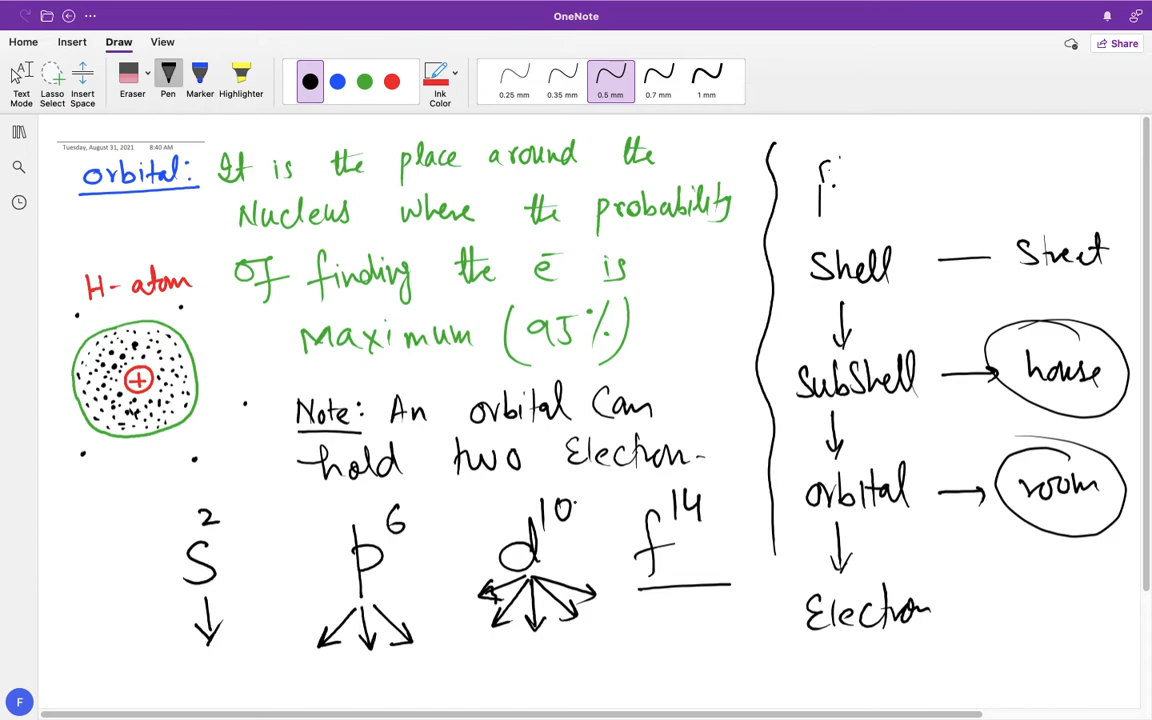 OneNote
Home Insert Draw View
Share
Text Mode
Lasso Select
Insert Space
Eraser
Pen
Marker
Highlighter
Ink Color
0.25 mm
0.35 mm
0.5 mm
0.7 mm
1 mm
Tuesday, August 31, 2021 8:40 AM
orbital: It is the place around the
Nucleus where the probability
Of finding the ē is
Maximum (95%)
H-atom
+
Note: An orbital Can
hold two Electron-
S² p⁶ d¹⁰ f¹⁴
Shell — Street
SubShell → house
orbital → room
Electron
F